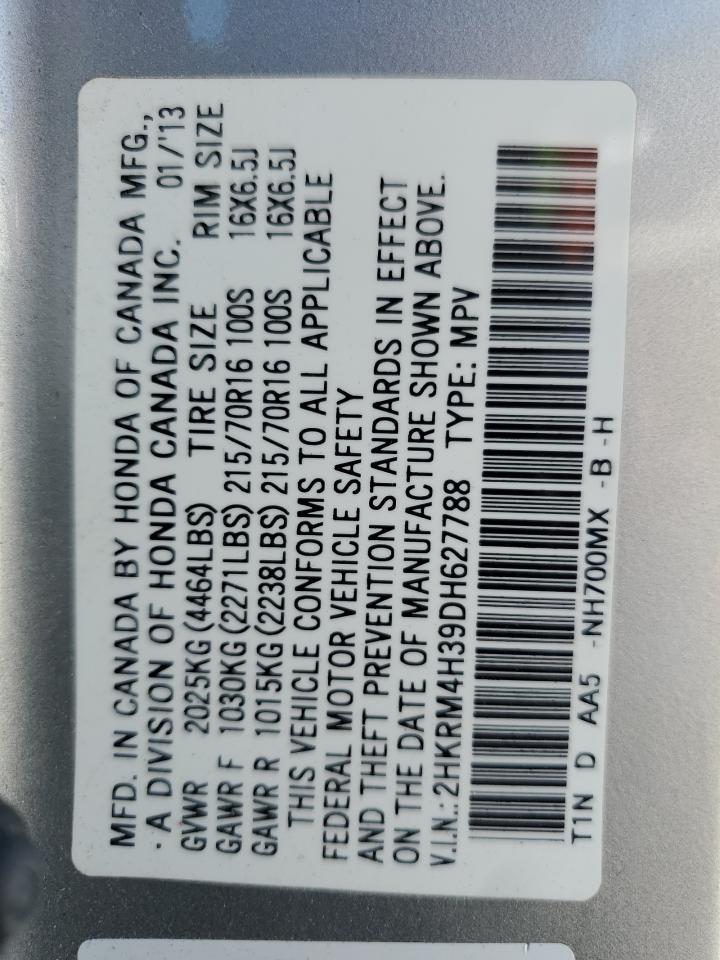 MFD. IN CANADA BY HONDA OF CANADA MFG.,
· A DIVISION OF HONDA CANADA INC. 01/'13
GVWR 2025KG(4464LBS) TIRE SIZE RIM SIZE
GAWR F 1030KG(2271LBS) 215/70R16 100S 16X6.5J
GAWR R 1015KG(2238LBS) 215/70R16 100S 16X6.5J
THIS VEHICLE CONFORMS TO ALL APPLICABLE
FEDERAL MOTOR VEHICLE SAFETY
AND THEFT PREVENTION STANDARDS IN EFFECT
ON THE DATE OF MANUFACTURE SHOWN ABOVE.
V.I.N.:2HKRM4H39DH627788 TYPE: MPV
T1N D AA5 -NH700MX -B -H